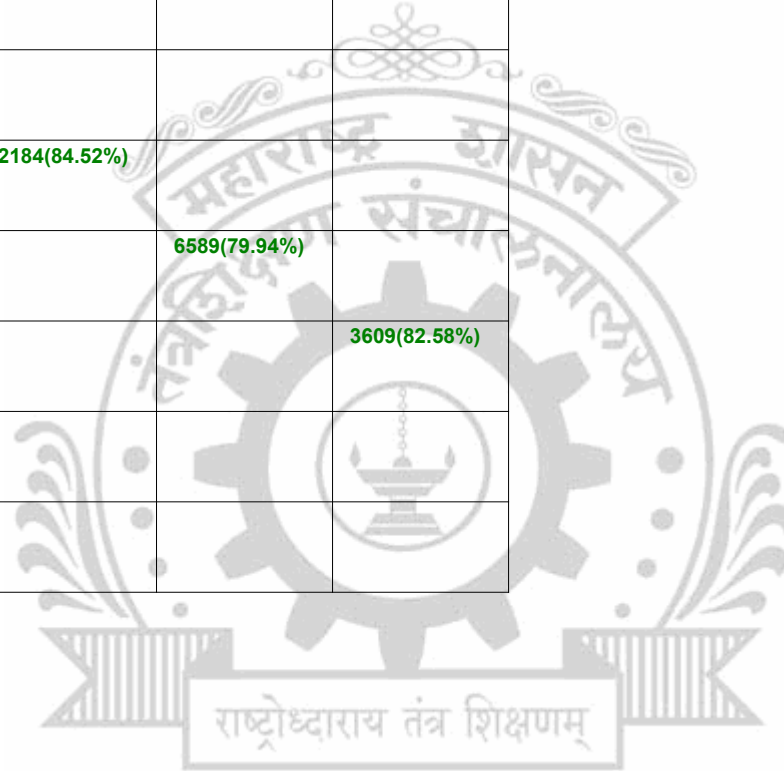 महाराष्ट्र शासन
2184(84.52%)
तंत्रशिक्षण संचालनालय
6589(79.94%)
3609(82.58%)
राष्ट्रोध्दाराय तंत्र शिक्षणम्